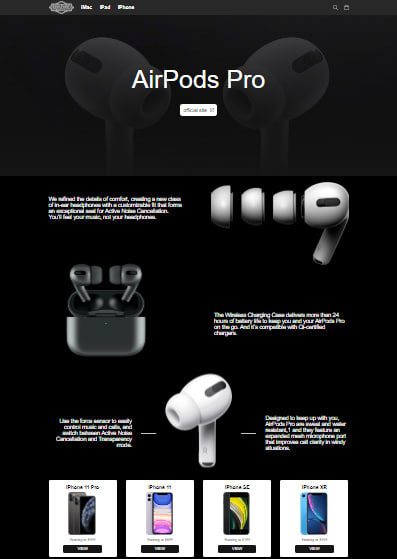 iMac iPad iPhone
AirPods Pro
official site
We refined the details of comfort, creating a new class
of in-ear headphones with a customizable fit that forms
an exceptional seal for Active Noise Cancellation.
You'll feel your music, not your headphones.
The Wireless Charging Case delivers more than 24
hours of battery life to keep you and your AirPods Pro
on the go. And it's compatible with Qi-certified
chargers.
Use the force sensor to easily
control music and calls, and
switch between Active Noise
Cancellation and Transparency
mode.
Designed to keep up with you,
AirPods Pro are sweat and water
resistant,1 and they feature an
expanded mesh microphone port
that improves call clarity in windy
situations.
iPhone 11 Pro
Starting at
VIEW
iPhone 11
Starting at
VIEW
iPhone SE
Starting at
VIEW
iPhone XR
Starting at
VIEW